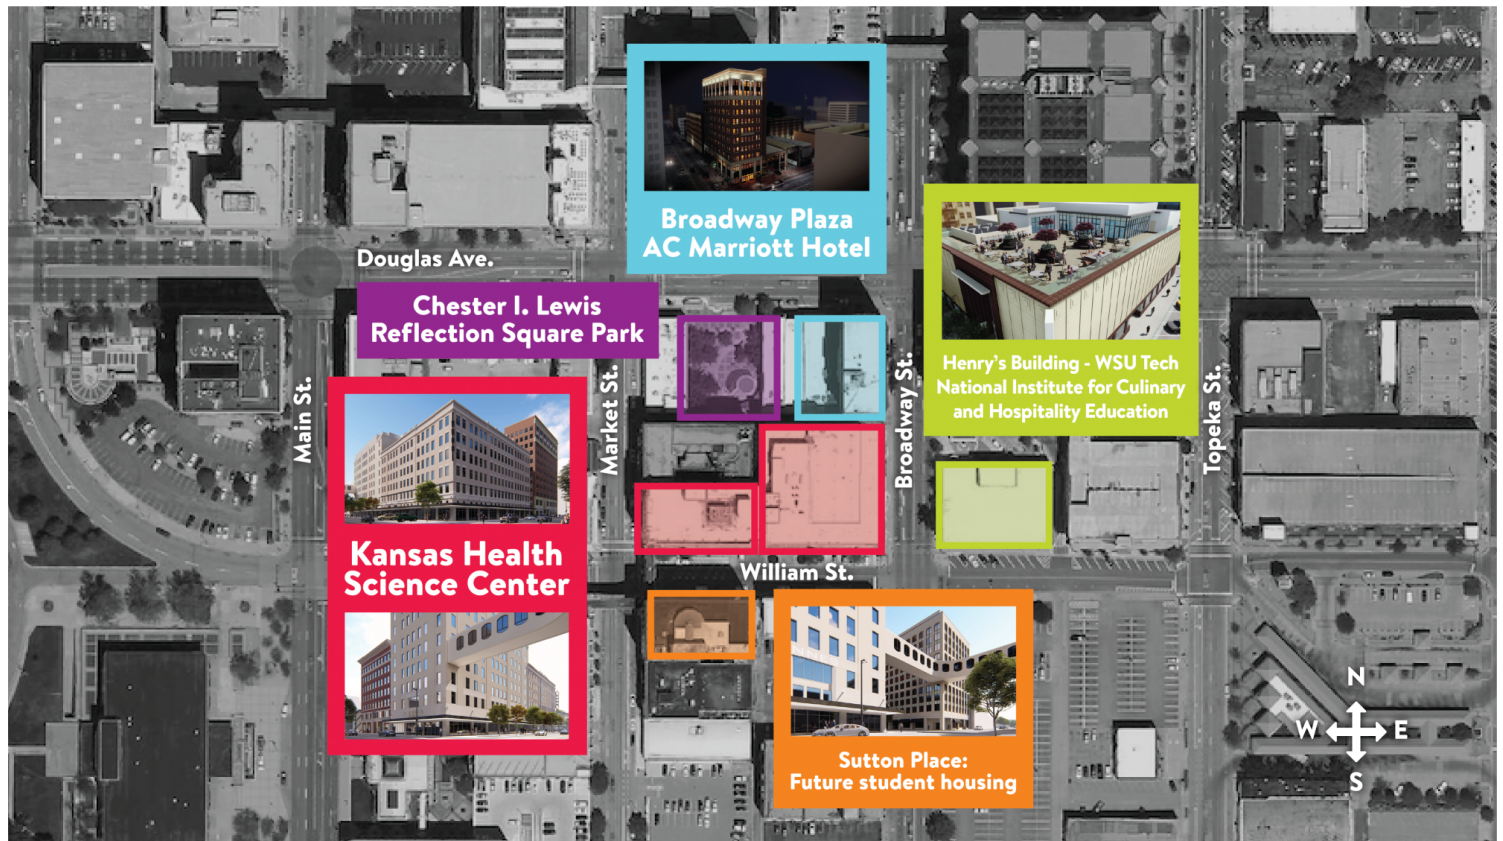 Broadway Plaza
AC Marriott Hotel
Douglas Ave.
Chester I. Lewis
Reflection Square Park
Henry's Building - WSU Tech
National Institute for Culinary
and Hospitality Education
Main St.
Market St.
Broadway St.
Topeka St.
Kansas Health
Science Center
William St.
Sutton Place:
Future student housing
N
W
E
S